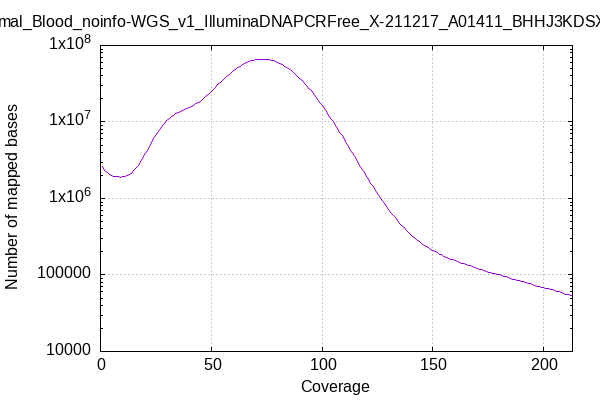 mal_Blood_noinfo-WGS_v1_IlluminaDNAPCRFree_X-211217_A01411_BHHJ3KDSX
1x10^8
1x10^7
1x10^6
100000
10000
Number of mapped bases
0 50 100 150 200
Coverage